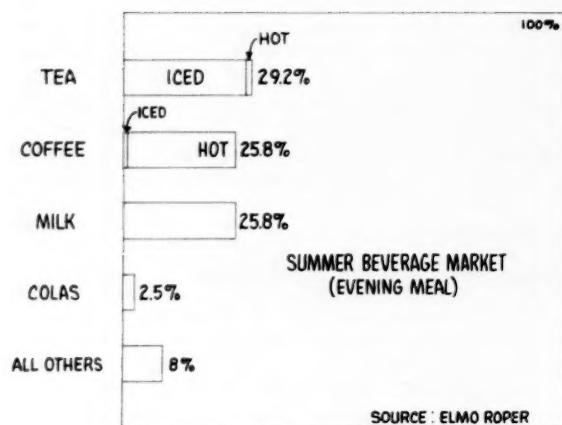 100%
HOT
TEA ICED 29.2%
ICED
COFFEE HOT 25.8%
MILK 25.8%
SUMMER BEVERAGE MARKET
(EVENING MEAL)
COLAS 2.5%
ALL OTHERS 8%
SOURCE : ELMO ROPER